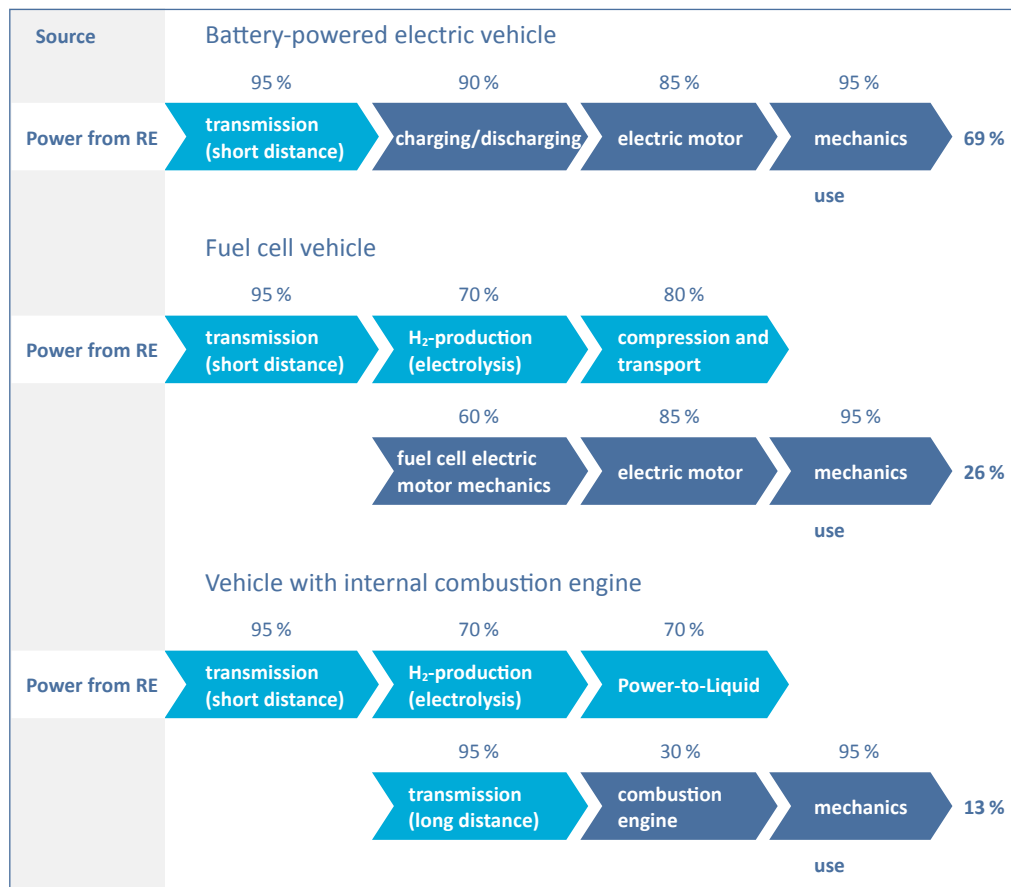 Source
Battery-powered electric vehicle
95 % 90 % 85 % 95 %
Power from RE
transmission
(short distance)
charging/discharging
electric motor
mechanics
69 %
use
Fuel cell vehicle
95 % 70 % 80 %
Power from RE
transmission
(short distance)
H₂-production
(electrolysis)
compression and
transport
60 % 85 % 95 %
fuel cell electric
motor mechanics
electric motor
mechanics
26 %
use
Vehicle with internal combustion engine
95 % 70 % 70 %
Power from RE
transmission
(short distance)
H₂-production
(electrolysis)
Power-to-Liquid
95 % 30 % 95 %
transmission
(long distance)
combustion
engine
mechanics
13 %
use